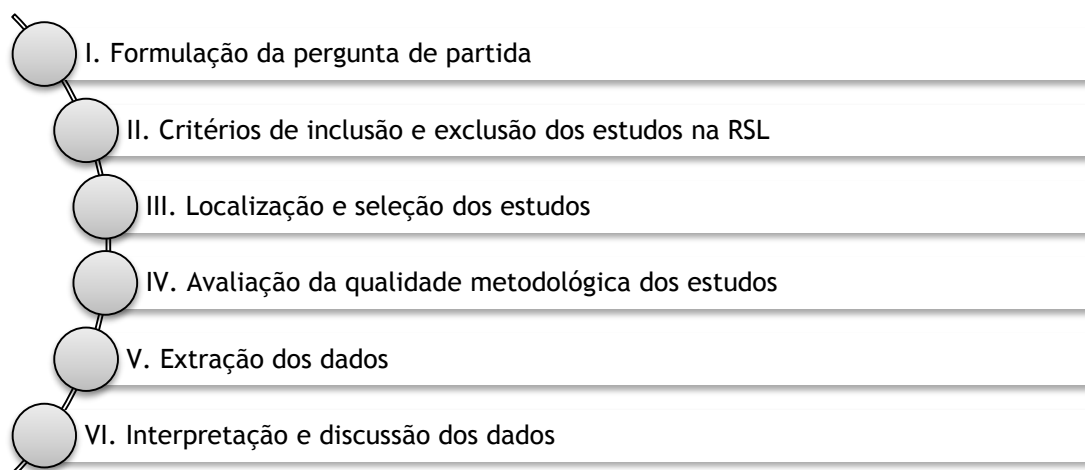 I. Formulação da pergunta de partida
II. Critérios de inclusão e exclusão dos estudos na RSL
III. Localização e seleção dos estudos
IV. Avaliação da qualidade metodológica dos estudos
V. Extração dos dados
VI. Interpretação e discussão dos dados